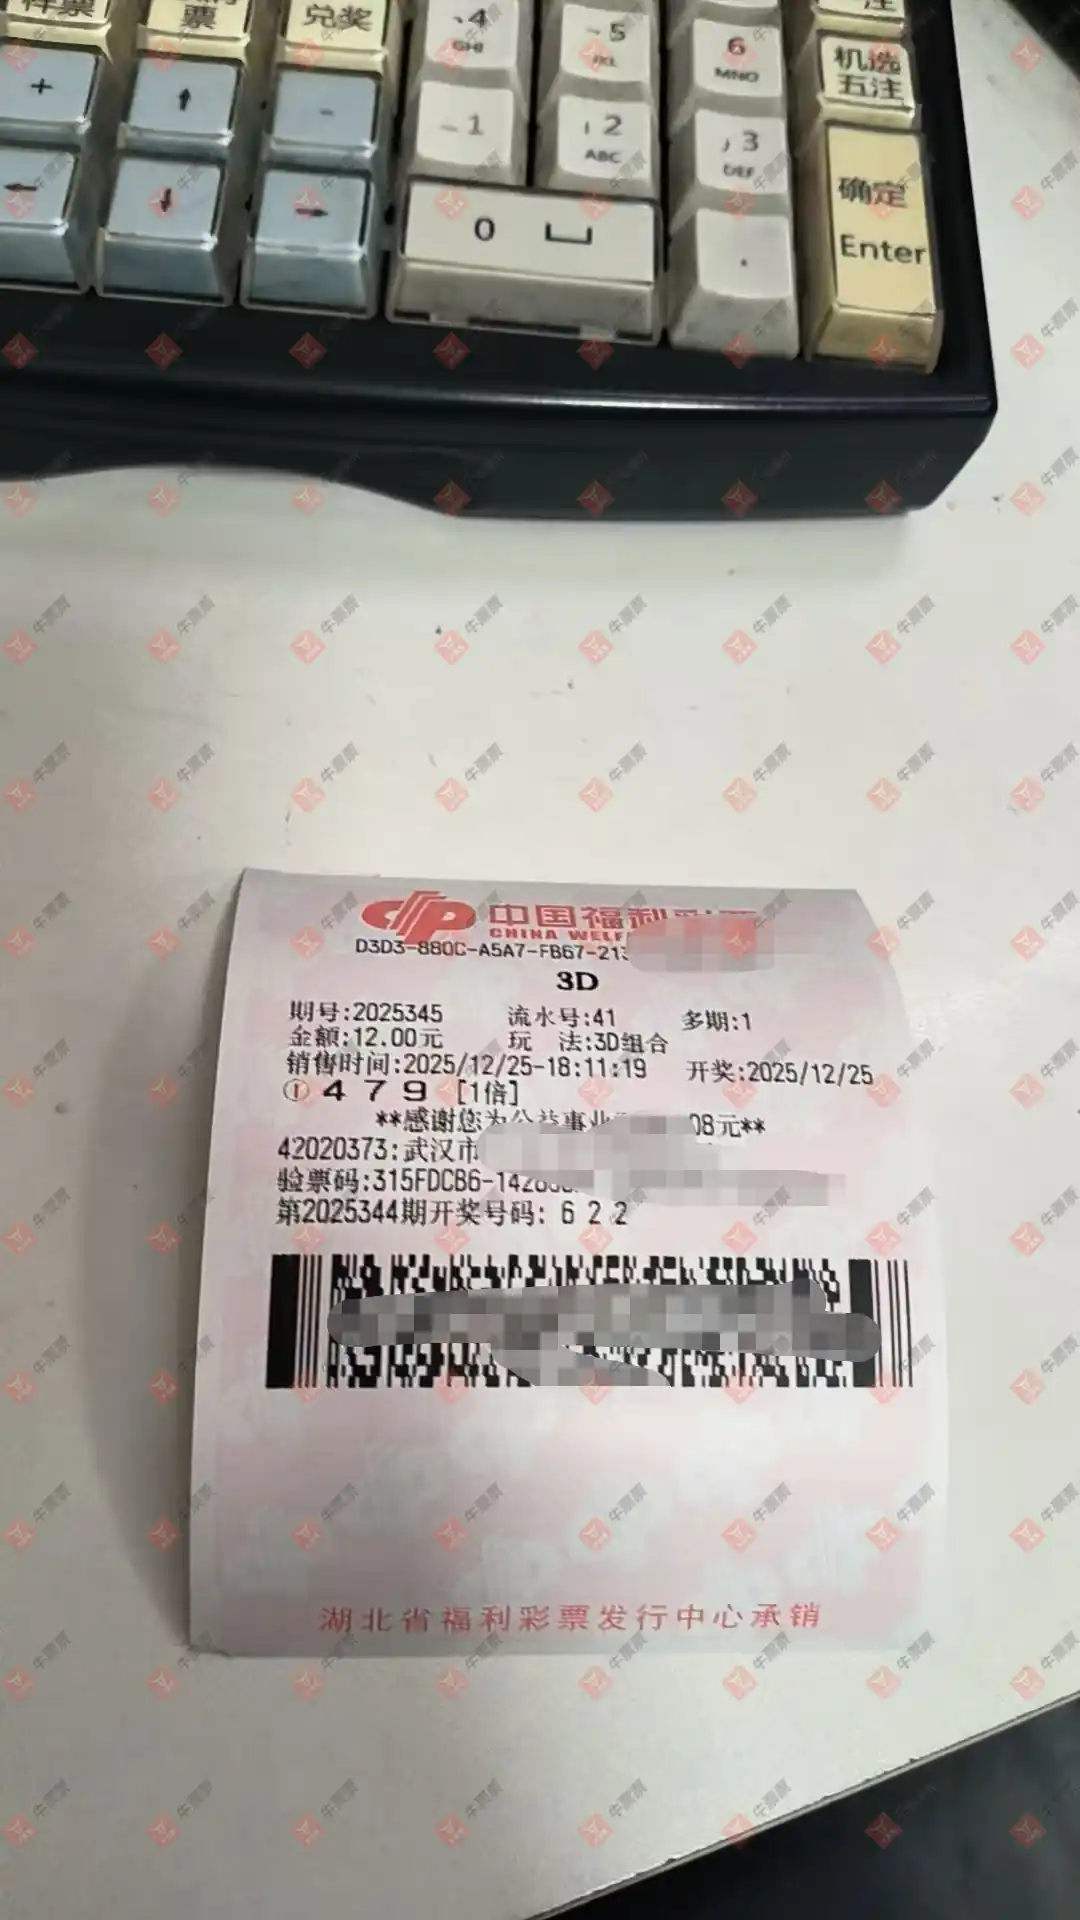 票
兑奖
4
GHI
5
JKL
6
MNO
注
机选
五注
+
↑
-
1
2
ABC
3
DEF
确定
Enter
←
↓
→
0
.
中国福利彩票
CHINA WELF
D3D3-880C-A5A7-FB67-213
3D
期号:2025345 流水号:41 多期:1
金额:12.00元 玩 法:3D组合
销售时间:2025/12/25-18:11:19 开奖:2025/12/25
① 4 7 9 [1倍]
**感谢您为公益事业 08元**
42020373:武汉市
验票码:315FDCB6-142
第2025344期开奖号码: 6 2 2
湖北省福利彩票发行中心承销
牛票票